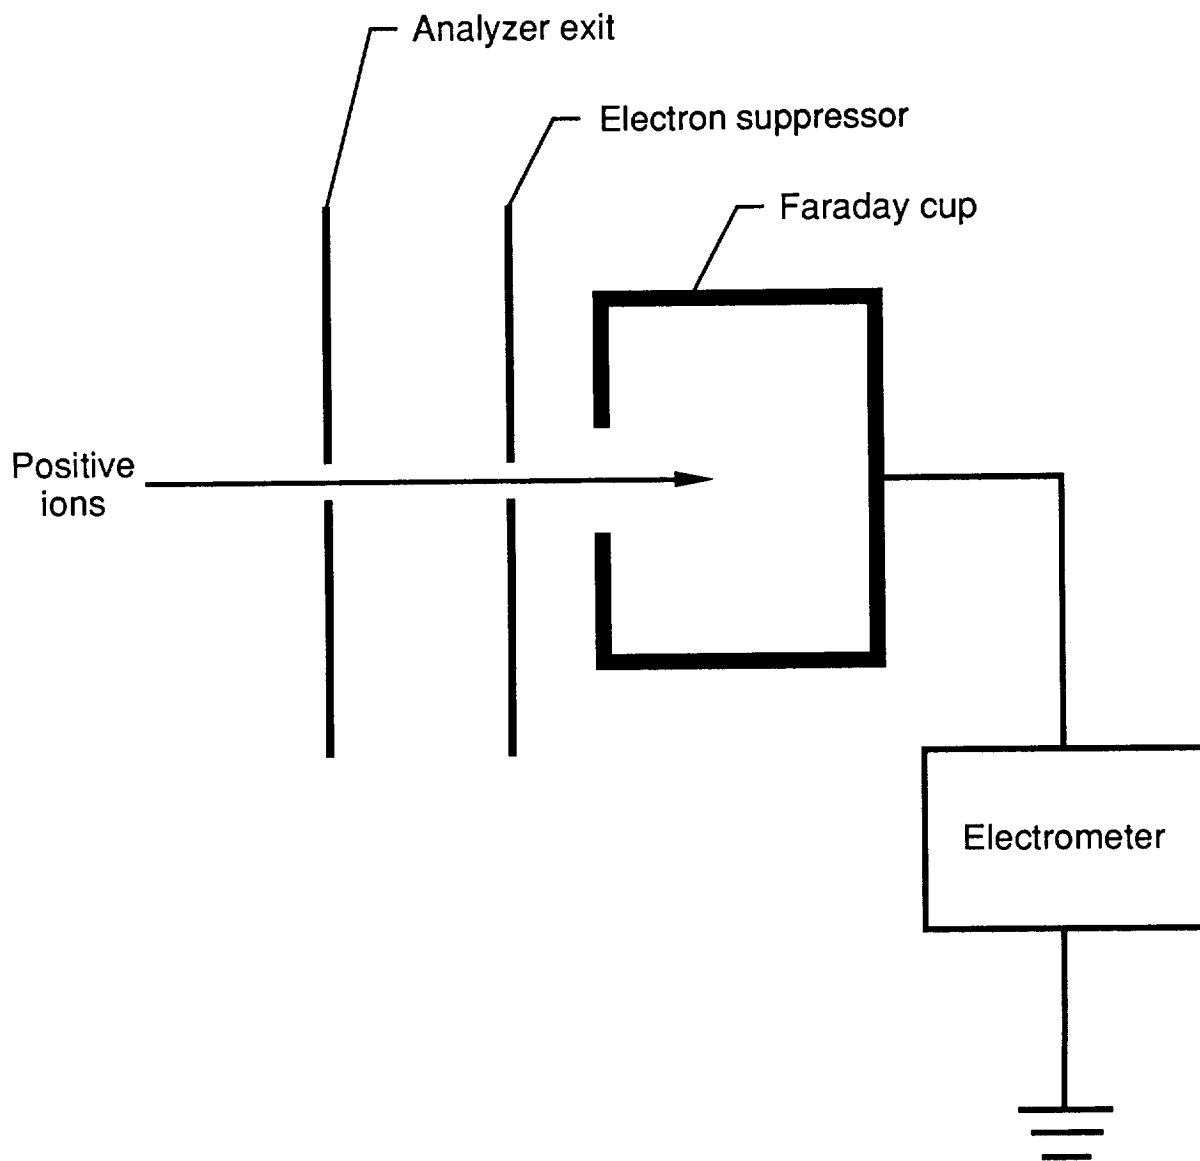 Analyzer exit
Electron suppressor
Faraday cup
Positive
ions
Electrometer